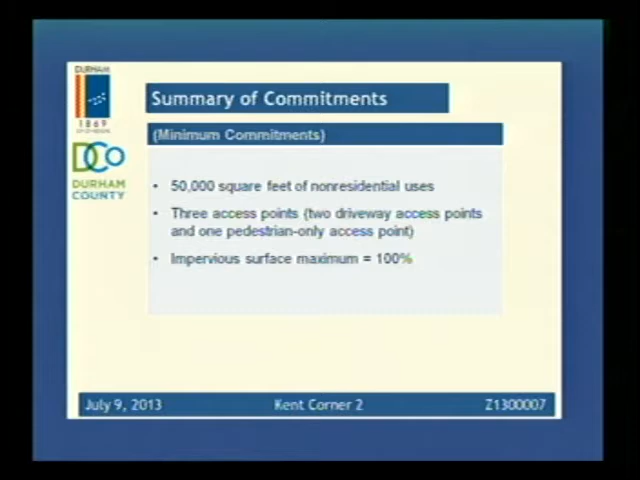 DURHAM
1869
DCO
DURHAM
COUNTY
Summary of Commitments
(Minimum Commitments)
• 50,000 square feet of nonresidential uses
• Three access points (two driveway access points
and one pedestrian-only access point)
• Impervious surface maximum = 100%
July 9, 2013
Kent Corner 2
Z1300007